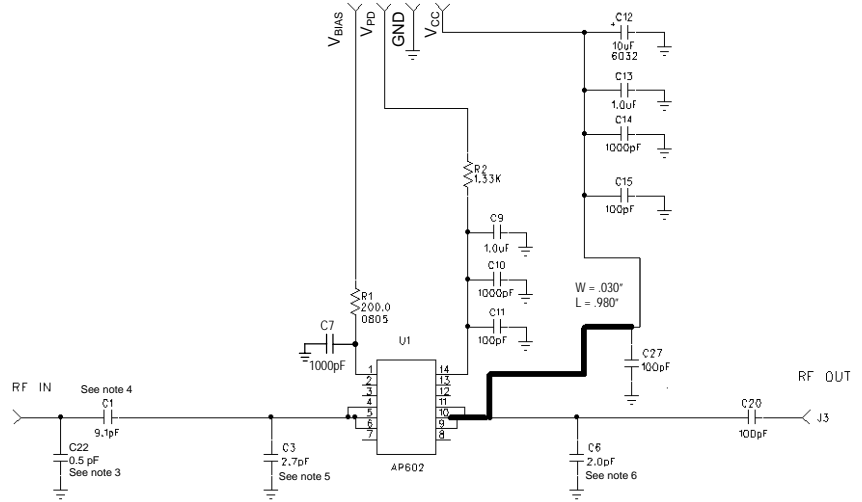 VBIAS
VPD
GND
VCC
C12
+
10uF
6032
C13
1.0uF
C14
1000pF
C15
100pF
R2
1.33K
C9
1.0uF
C10
1000pF
C11
100pF
W = .030"
L = .980"
R1
200.0
0805
C7
1000pF
U1
C27
100pF
1
2
3
4
5
6
7
14
13
12
11
10
9
8
AP602
RF IN
See note 4
C1
9.1pF
C22
0.5 pF
See note 3
C3
2.7pF
See note 5
C6
2.0pF
See note 6
C20
100pF
RF OUT
J3